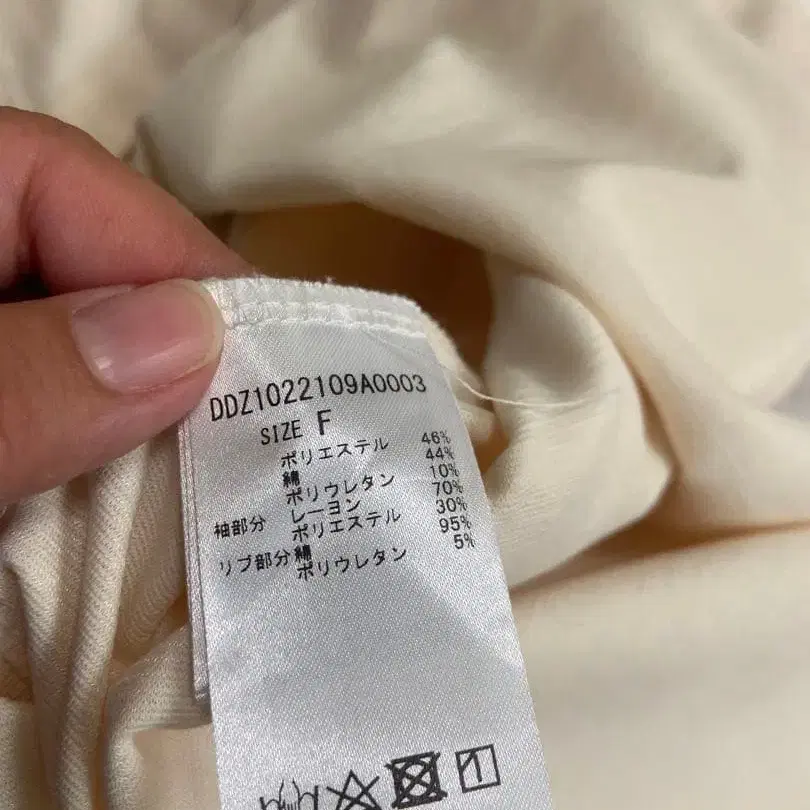 DDZ1022109A0003
SIZE F
ポリエステル 46%
綿 44%
ポリウレタン 10%
袖部分 レーヨン 70%
ポリエステル 30%
リブ部分 綿 95%
ポリウレタン 5%
1